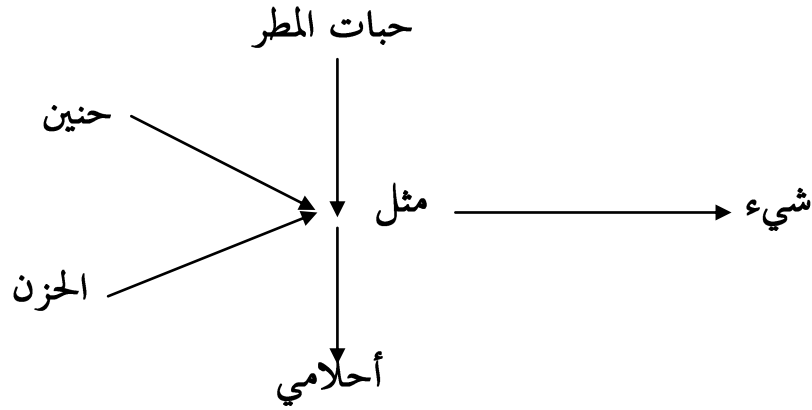 حبات المطر
حنين
شيء
مثل
الحزن
أحلامي